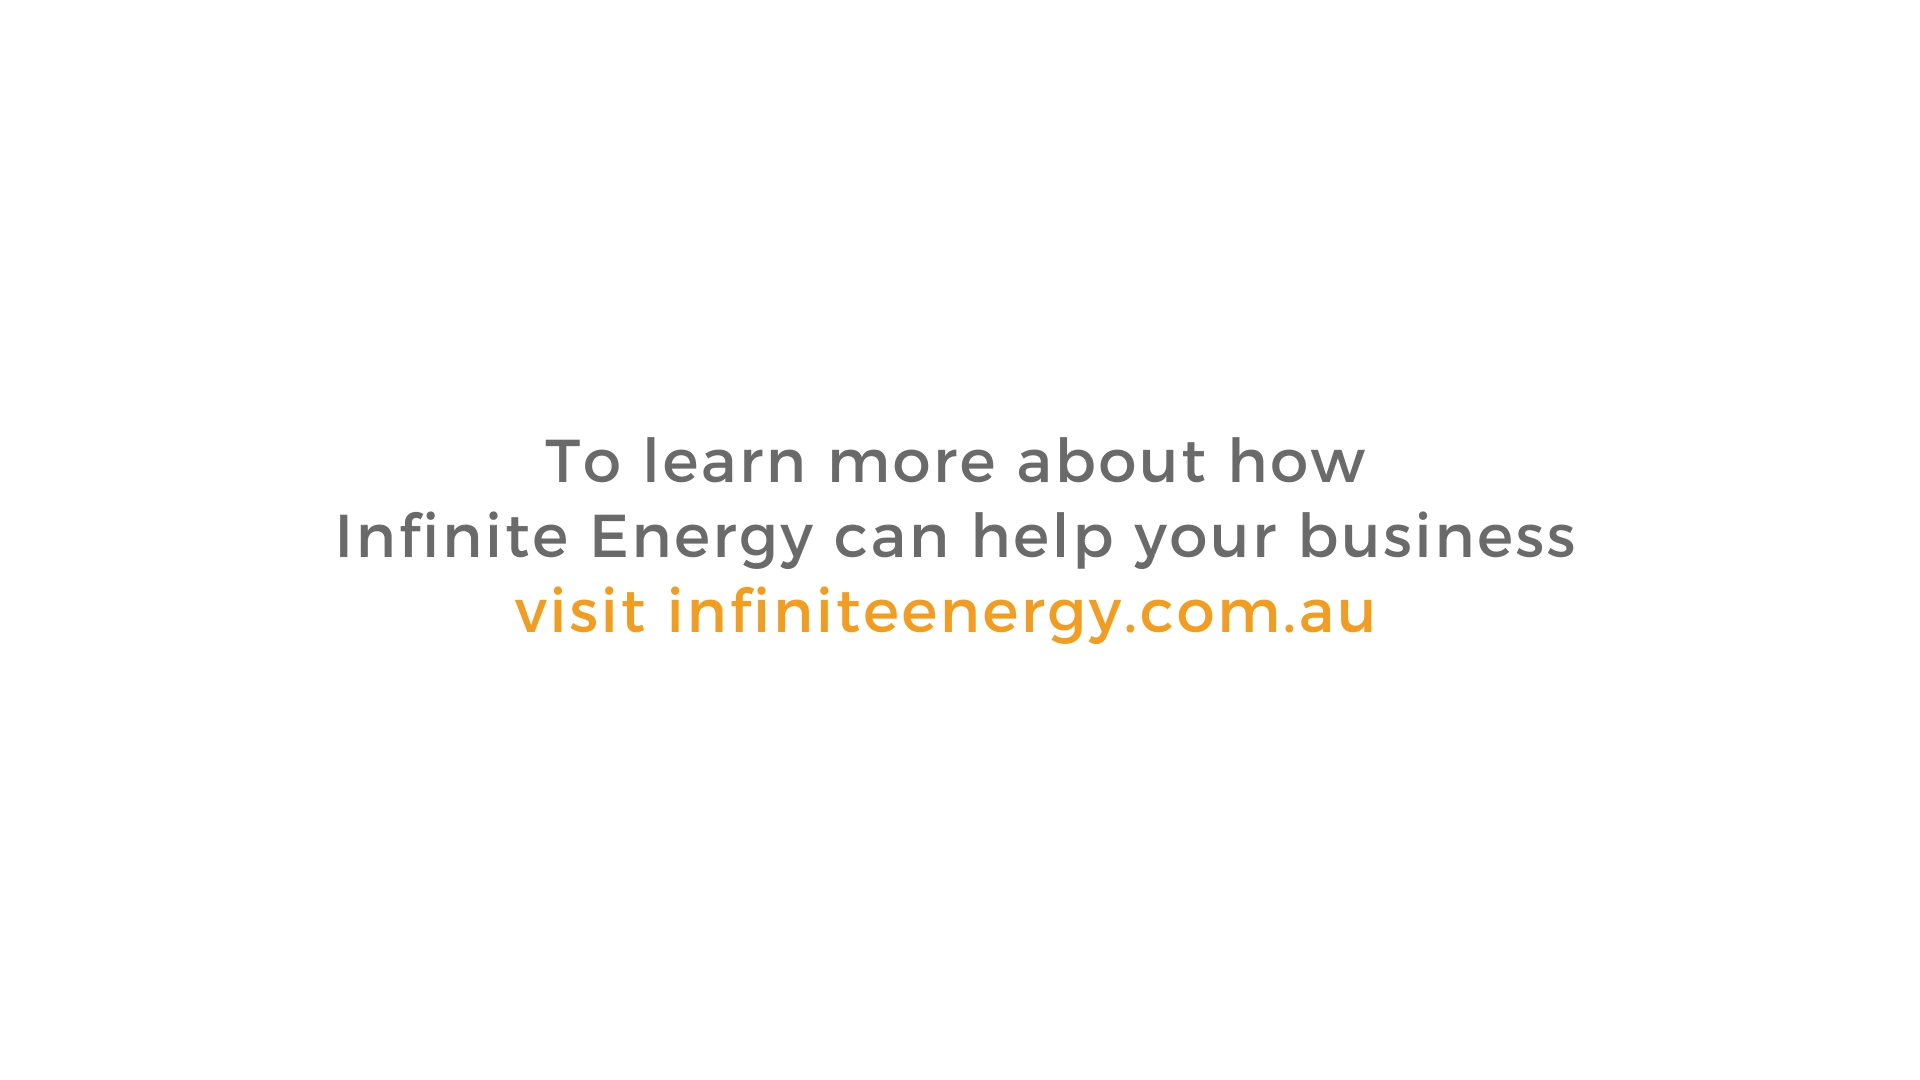 To learn more about how
Infinite Energy can help your business
visit infiniteenergy.com.au